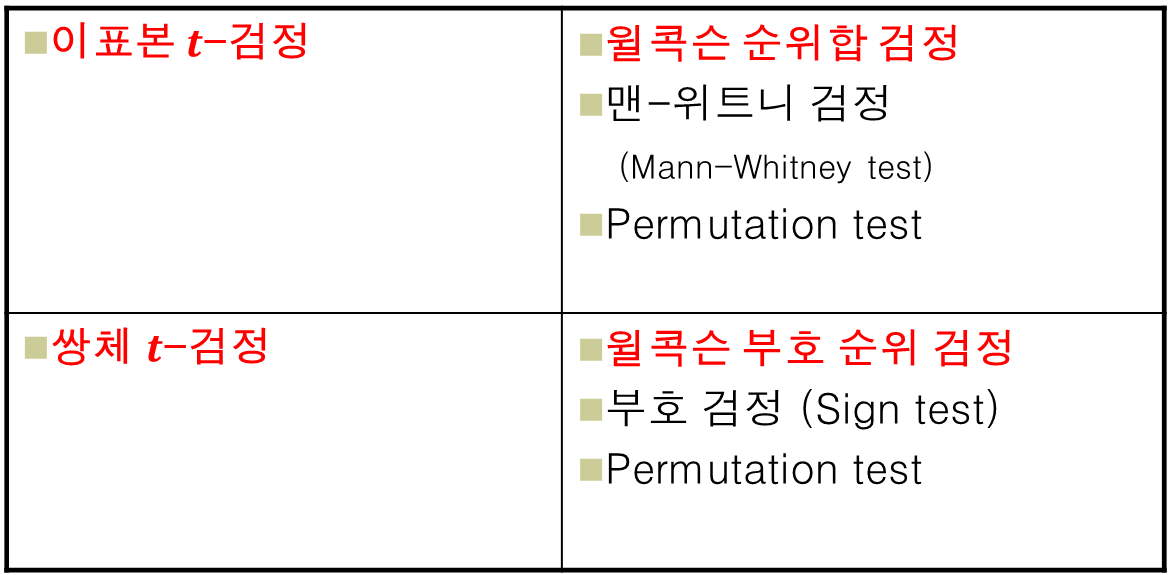 ■이표본 t-검정
■윌콕슨 순위합 검정
■맨-위트니 검정
(Mann-Whitney test)
■Permutation test
■쌍체 t-검정
■윌콕슨 부호 순위 검정
■부호 검정 (Sign test)
■Permutation test